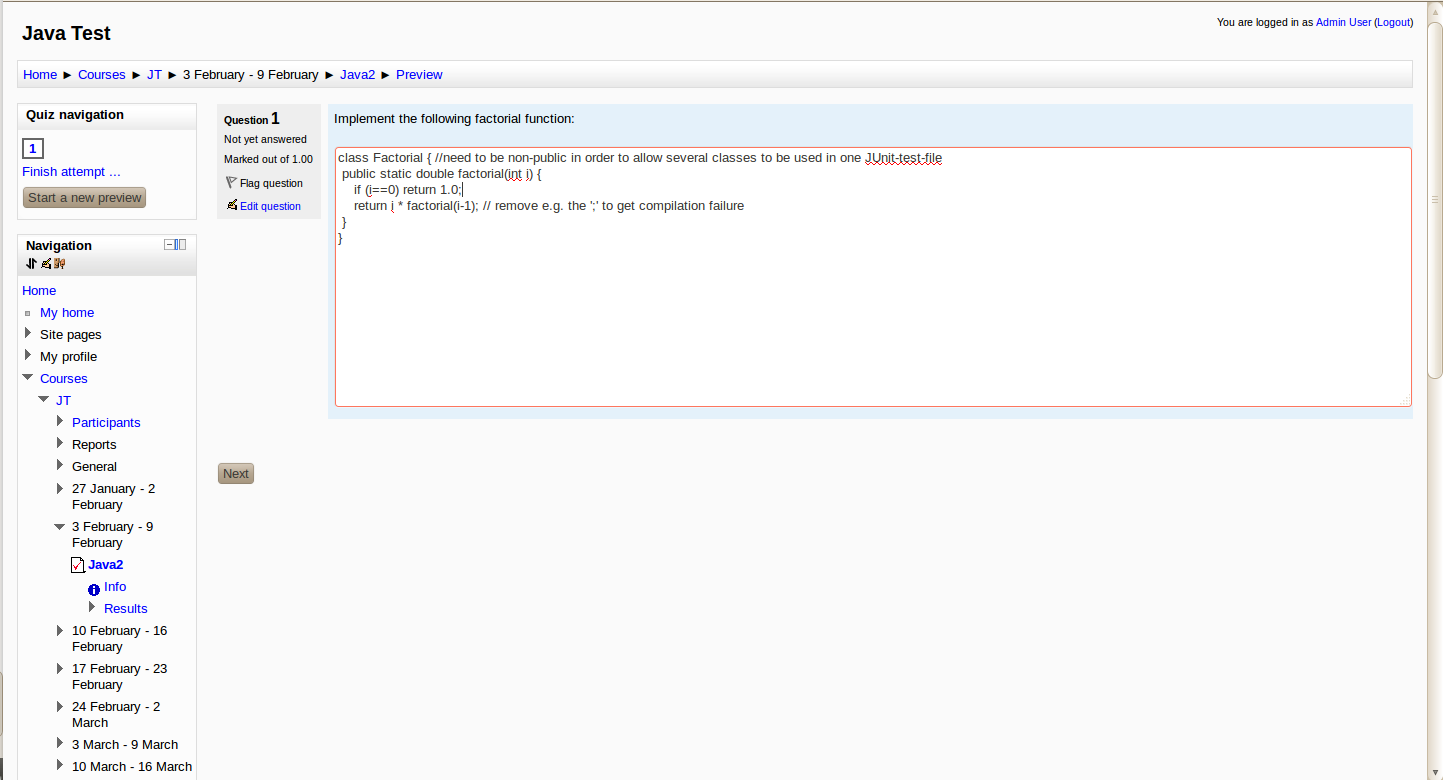 You are logged in as Admin User (Logout)
Java Test
Home ► Courses ► JT ► 3 February - 9 February ► Java2 ► Preview
Quiz navigation
1
Finish attempt ...
Start a new preview
Question 1
Not yet answered
Marked out of 1.00
Flag question
Edit question
Implement the following factorial function:
class Factorial { //need to be non-public in order to allow several classes to be used in one JUnit-test-file
public static double factorial(int i) {
if (i==0) return 1.0;
return i * factorial(i-1); // remove e.g. the ';' to get compilation failure
}
}
Next
Navigation
Home
My home
Site pages
My profile
Courses
JT
Participants
Reports
General
27 January - 2
February
3 February - 9
February
Java2
Info
Results
10 February - 16
February
17 February - 23
February
24 February - 2
March
3 March - 9 March
10 March - 16 March